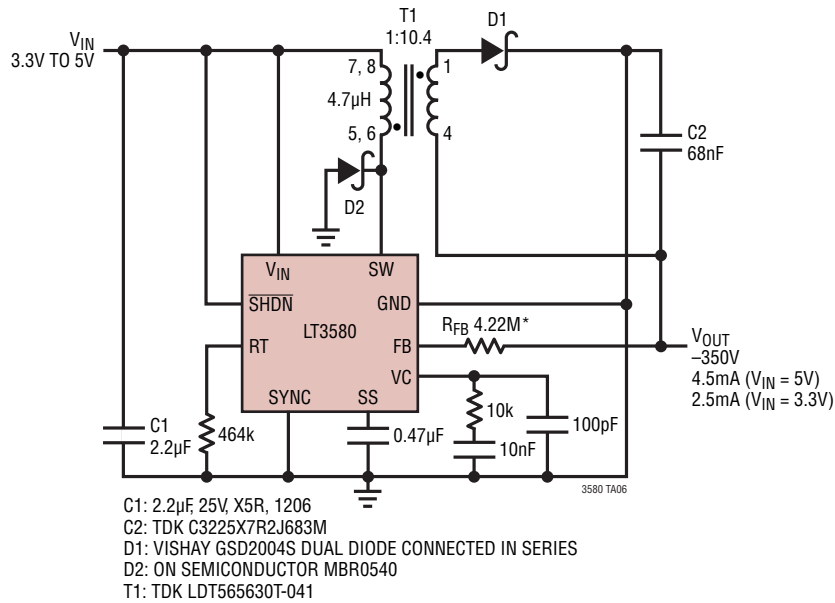 T1
1:10.4
D1
VIN
3.3V TO 5V
7, 8
1
4.7µH
5, 6
4
C2
68nF
D2
VIN
SW
SHDN
GND
LT3580
RFB 4.22M*
RT
FB
VOUT
–350V
4.5mA (VIN = 5V)
2.5mA (VIN = 3.3V)
VC
SYNC
SS
C1
2.2µF
464k
0.47µF
10k
10nF
100pF
3580 TA06
C1: 2.2µF, 25V, X5R, 1206
C2: TDK C3225X7R2J683M
D1: VISHAY GSD2004S DUAL DIODE CONNECTED IN SERIES
D2: ON SEMICONDUCTOR MBR0540
T1: TDK LDT565630T-041